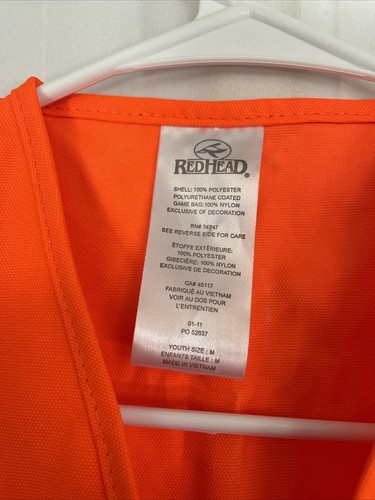 REDHEAD®
SHELL: 100% POLYESTER
POLYURETHANE COATED
GAME BAG:100% NYLON
EXCLUSIVE OF DECORATION
RN# 74247
SEE REVERSE SIDE FOR CARE
ÉTOFFE EXTÉRIEURE:
100% POLYESTER
GIBECIÈRE: 100% NYLON
EXCLUSIVE OF DECORATION
CA# 45117
FABRIQUÉ AU VIETNAM
VOIR AU DOS POUR
L'ENTRETIEN
01-11
PO 52637
YOUTH SIZE : M
ENFANTS TAILLE : M
MADE IN VIETNAM